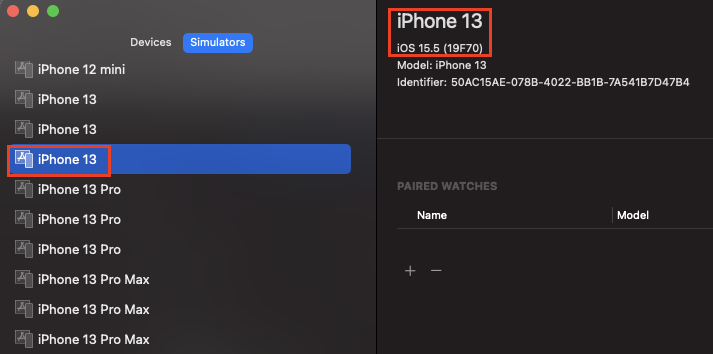 Devices Simulators
iPhone 12 mini
iPhone 13
iPhone 13
iPhone 13
iPhone 13 Pro
iPhone 13 Pro
iPhone 13 Pro
iPhone 13 Pro Max
iPhone 13 Pro Max
iPhone 13 Pro Max
iPhone 13
iOS 15.5 (19F70)
Model: iPhone 13
Identifier: 50AC15AE-078B-4022-BB1B-7A541B7D47B4
PAIRED WATCHES
Name Model